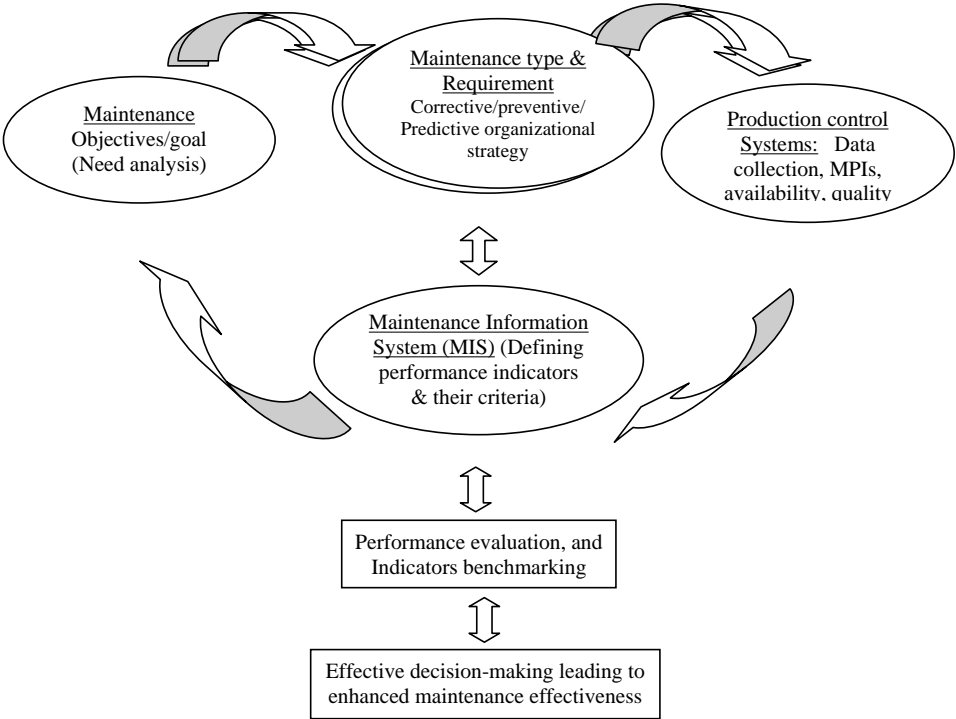 Maintenance
Objectives/goal
(Need analysis)
Maintenance type &
Requirement
Corrective/preventive/
Predictive organizational
strategy
Production control
Systems: Data
collection, MPIs,
availability, quality
Maintenance Information
System (MIS) (Defining
performance indicators
& their criteria)
Performance evaluation, and
Indicators benchmarking
Effective decision-making leading to
enhanced maintenance effectiveness